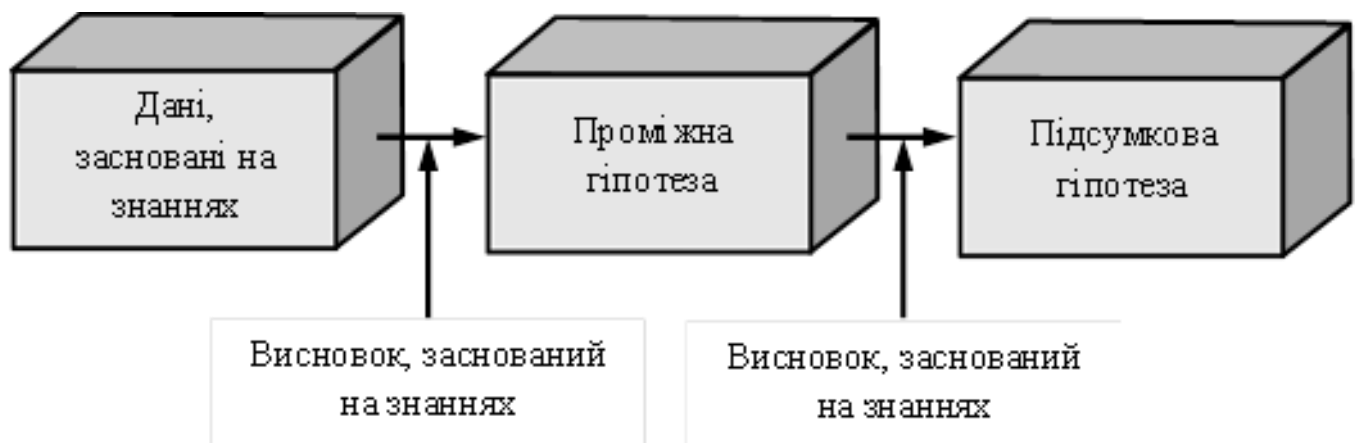 Дані,
засновані на
знаннях
Проміжна
гіпотеза
Підсумкова
гіпотеза
Висновок, заснований
на знаннях
Висновок, заснований
на знаннях